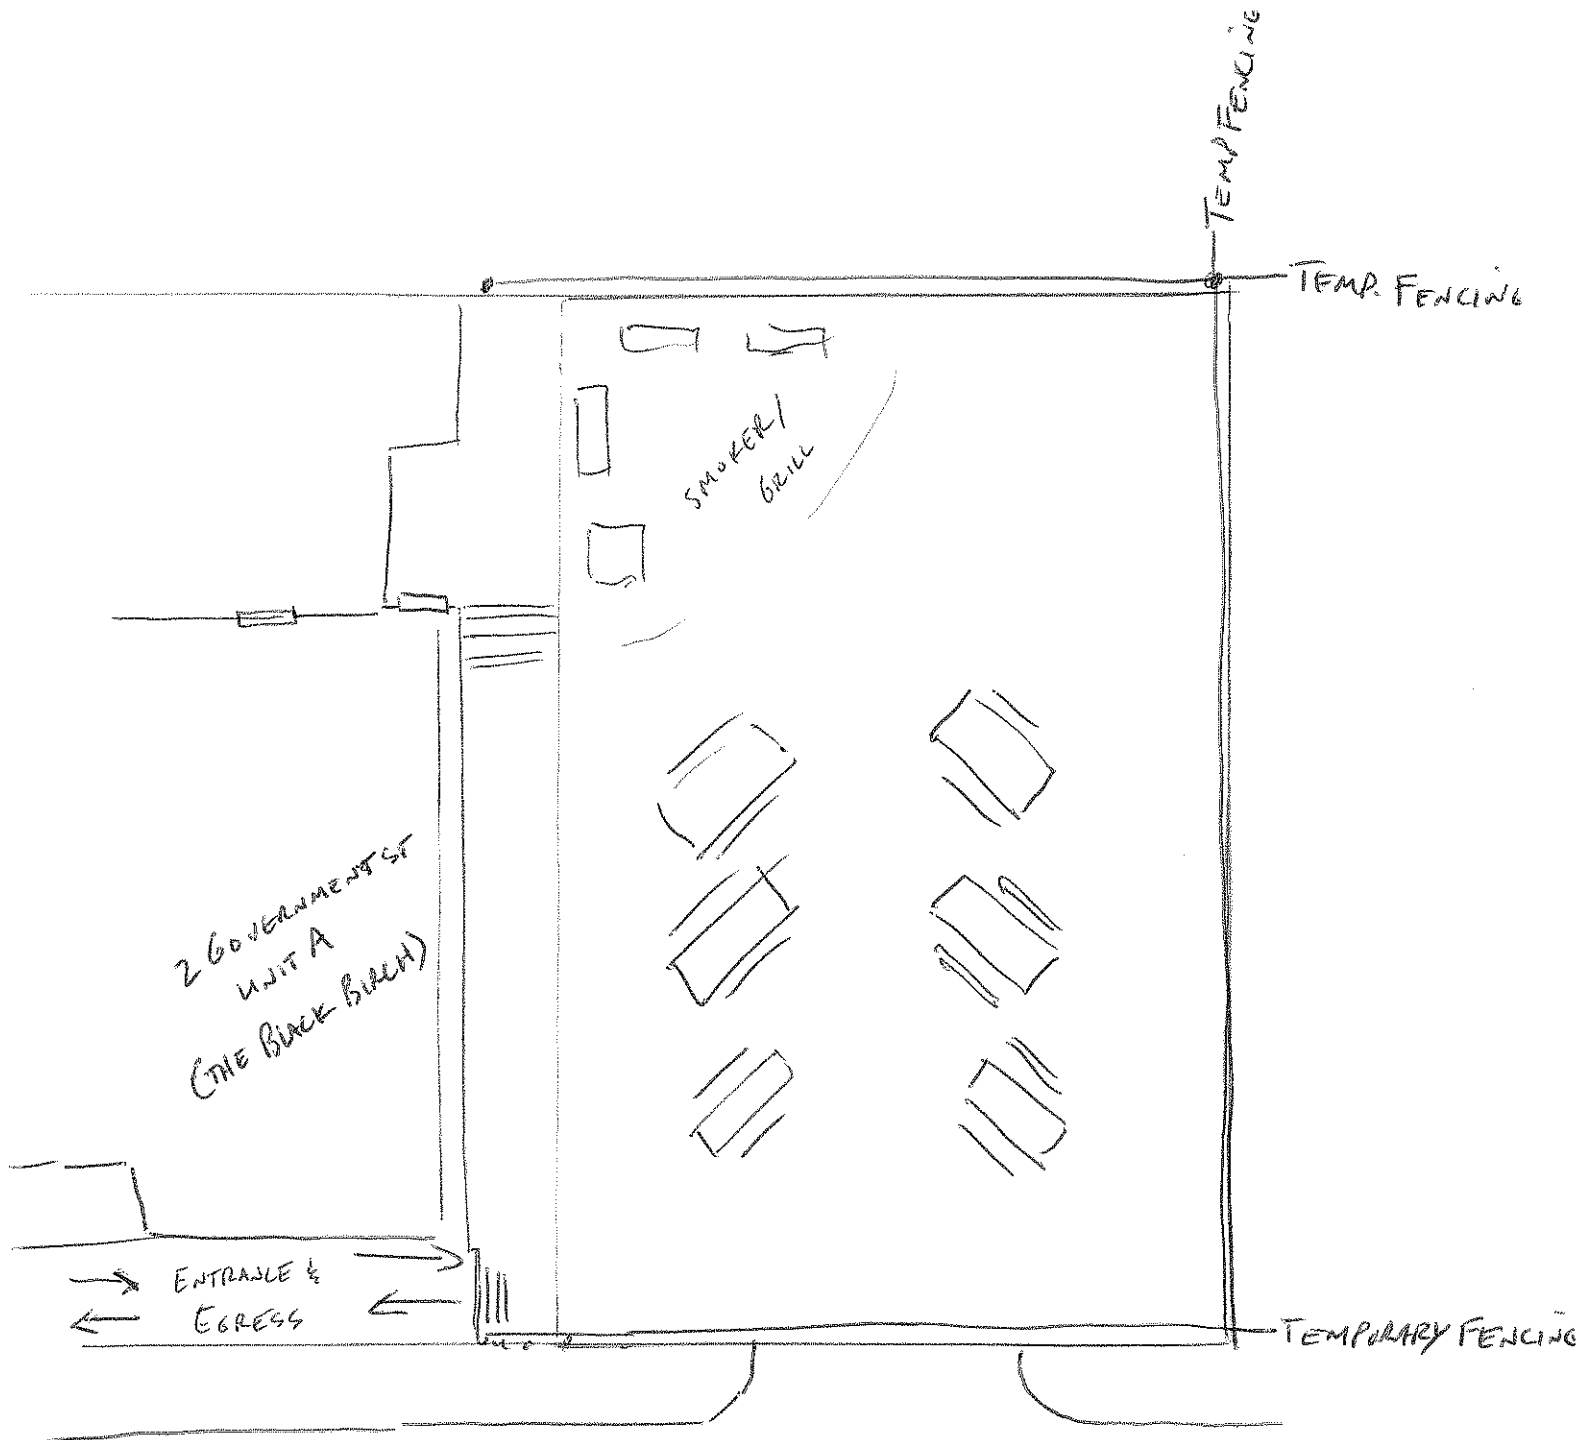 TEMP FENCING
TEMP. FENCING
SMOKER/
GRILL
2 GOVERNMENT ST
UNIT A
(THE BLACK BIRCH)
ENTRANCE &
EGRESS
TEMPORARY FENCING